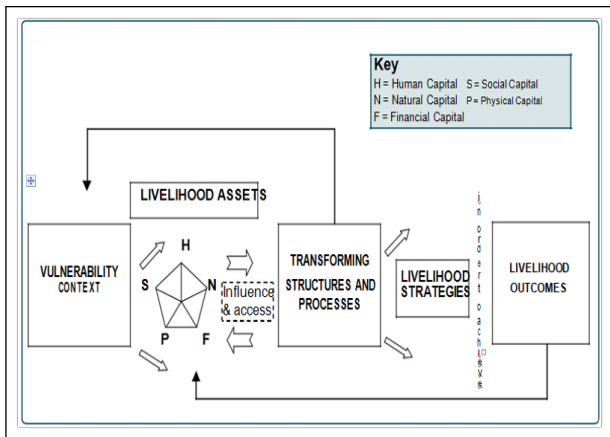 Key
H = Human Capital S = Social Capital
N = Natural Capital P = Physical Capital
F = Financial Capital
LIVELIHOOD ASSETS
VULNERABILITY
CONTEXT
H
S
N
P
F
Influence
& access
TRANSFORMING
STRUCTURES AND
PROCESSES
LIVELIHOOD
STRATEGIES
in order to achieve
LIVELIHOOD
OUTCOMES